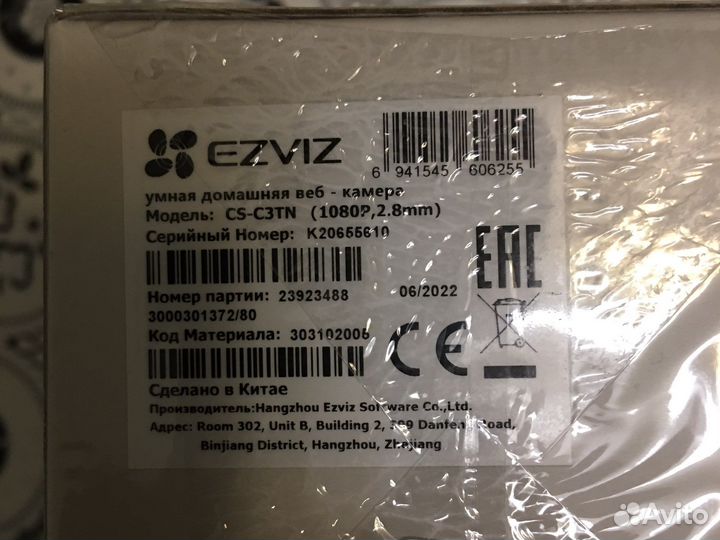 EZVIZ
6 941545 606255
умная домашняя веб - камера
Модель: CS-C3TN (1080P,2.8mm)
Серийный Номер: K20655610
EAC
Номер партии: 23923488 06/2022
3000301372/80
Код Материала: 303102006
CE
Сделано в Китае
Производитель:Hangzhou Ezviz Software Co.,Ltd.
Адрес: Room 302, Unit B, Building 2, 399 Danfeng Road,
Binjiang District, Hangzhou, Zhejiang
Avito